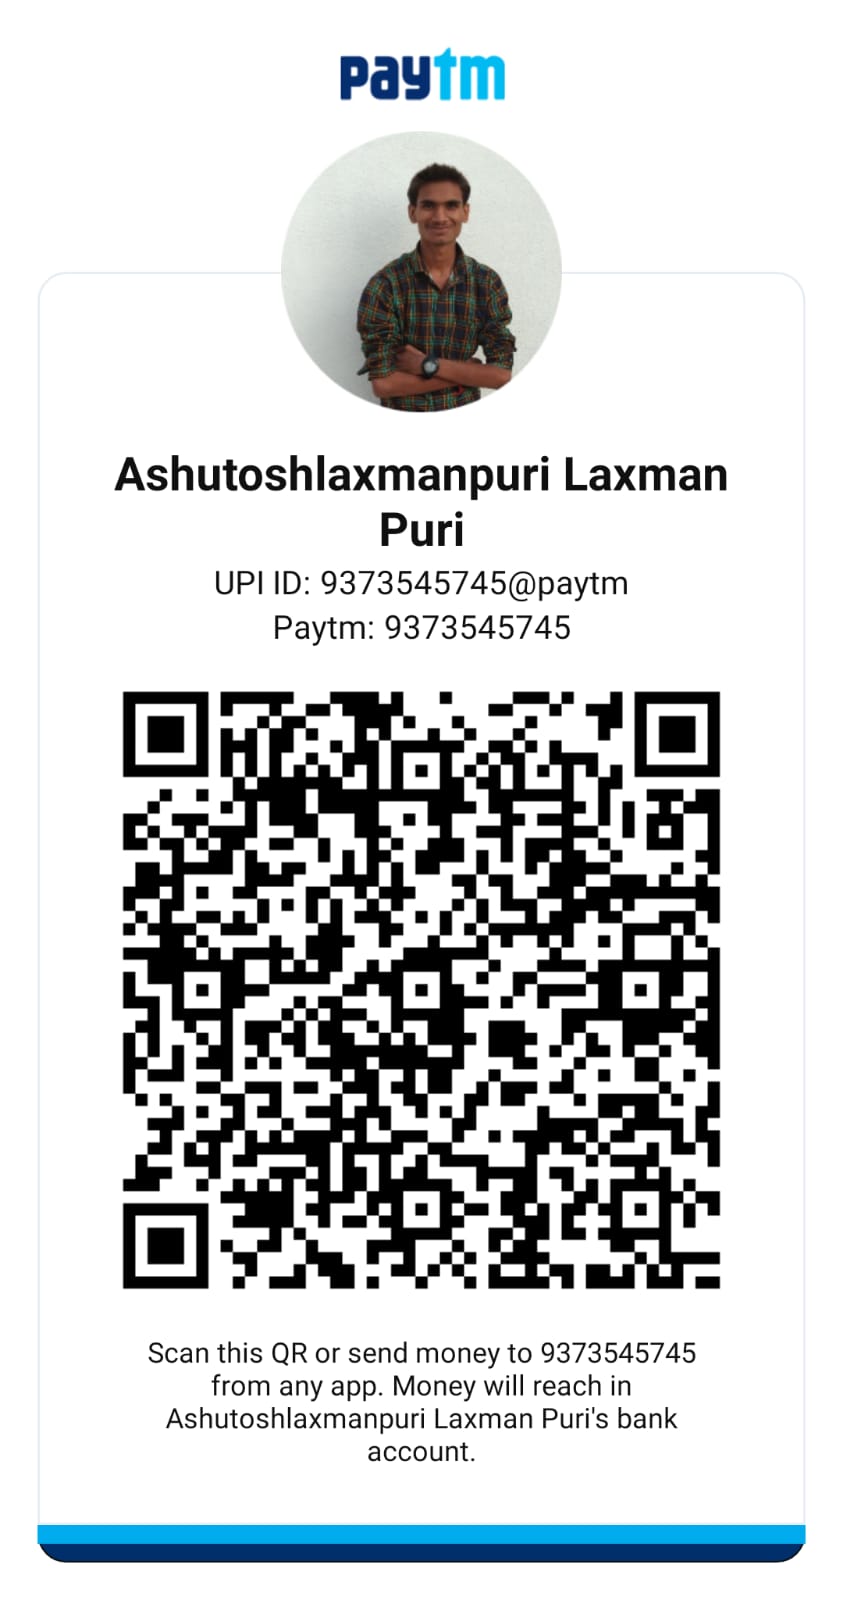 paytm
Ashutoshlaxmanpuri Laxman
Puri
UPI ID: 9373545745@paytm
Paytm: 9373545745
Scan this QR or send money to 9373545745
from any app. Money will reach in
Ashutoshlaxmanpuri Laxman Puri's bank
account.